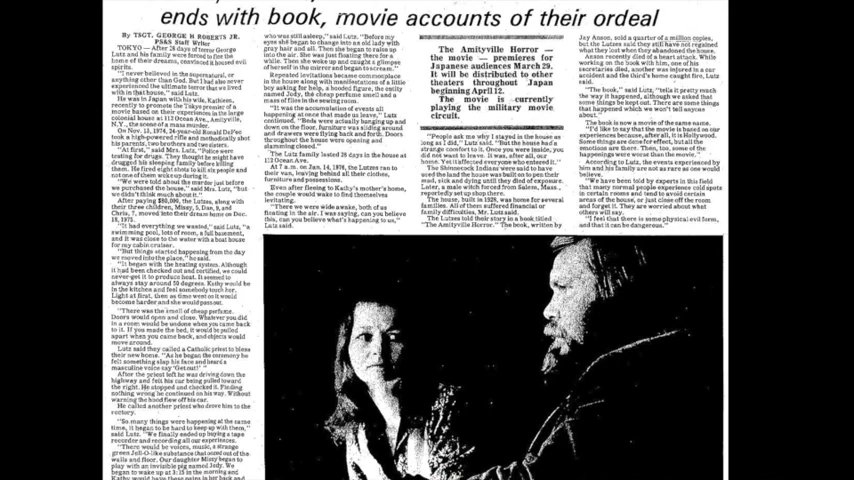 ends with book, movie accounts of their ordeal
By TSGT. GEORGE H ROBERTS JR.
PS&S Staff Writer
TOKYO — After 28 days of terror George
Lutz and his family were forced to flee the
home of their dreams, convinced it housed evil
spirits.
"I never believed in the supernatural, or
anything other than God. But I had also never
experienced the ultimate terror that we lived
with in that house," said Lutz.
He was in Japan with his wife, Kathleen,
recently to promote the Tokyo premier of a
movie based on their experiences in the large
colonial house at 112 Ocean Ave., Amityville,
N.Y., the scene of a mass murder.
On Nov. 13, 1974, 24-year-old Ronald DeFeo
took a high-powered rifle and methodically shot
his parents, two brothers and two sisters.
"At first," said Mrs. Lutz, "Police were
testing for drugs. They thought he might have
drugged his sleeping family before killing
them. He fired eight shots to kill six people and
not one of them woke up during it.
"We were told about the murder just before
we purchased the house," said Mrs. Lutz, "but
we didn't think much about it."
After paying $80,000, the Lutzes, along with
their three children, Missy, 5, Dan, 9, and
Chris, 7, moved into their dream home on Dec.
18, 1975.
"It had everything we wanted," said Lutz, "a
swimming pool, lots of room, a full basement,
and it was close to the water with a boat house
for my cabin cruiser.
"But things started happening from the day
we moved into the place," he said.
"It began with the heating system. Although
it had been checked out and certified, we could
never get it to produce heat. It seemed to
always stay around 50 degrees. Kathy would be
in the kitchen and feel somebody touch her.
Light at first, then as time went on it would
become harder and she would pass out.
"There was the smell of cheap perfume.
Doors would open and close. Whatever you did
in a room would be undone when you came back
to it. If you made the bed, it would be pulled
apart when you came back, and objects would
move around.
Lutz said they called a Catholic priest to bless
their new home. "As he began the ceremony he
felt something slap his face and heard a
masculine voice say 'Get out!' "
After the priest left he was driving down the
highway and felt his car being pulled toward
the right. He stopped and checked it. Finding
nothing wrong he continued on his way. Without
warning the hood flew off his car.
He called another priest who drove him to the
rectory.
"So many things were happening at the same
time, it began to be hard to keep up with them,"
said Lutz. "We finally ended up buying a tape
recorder and recording all our experiences.
"There would be voices, music, a strange
green Jell-O-like substance that oozed out of the
walls and floor. Our daughter Missy began to
play with an invisible pig named Jody. We
began to wake up at 3:15 in the morning and
Kathy would have these pains in her back and
who was still asleep," said Lutz. "Before my
eyes she began to change into an old lady with
gray hair and all. Then she began to raise up
into the air. She was just floating there for a
while. Then she woke up and caught a glimpse
of herself in the mirror and began to scream."
Repeated levitations became commonplace
in the house along with manifestations of a little
boy asking for help, a hooded figure, the entity
named Jody, the cheap perfume smell and a
mass of flies in the sewing room.
"It was the accumulation of events all
happening at once that made us leave," Lutz
continued. "Beds were actually banging up and
down on the floor, furniture was sliding around
and drawers were flying back and forth. Doors
throughout the house were opening and
slamming closed."
The Lutz family lasted 28 days in the house at
112 Ocean Ave.
At 7 a.m. on Jan. 14, 1976, the Lutzes ran to
their van, leaving behind all their clothes,
furniture and possessions.
Even after fleeing to Kathy's mother's home,
the couple would wake to find themselves
levitating.
"There we were wide awake, both of us
floating in the air. I was saying, can you believe
this, can you believe what's happening to us,"
Lutz said.
The Amityville Horror —
the movie — premieres for
Japanese audiences March 29.
It will be distributed to other
theaters throughout Japan
beginning April 12.
The movie is currently
playing the military movie
circuit.
"People ask me why I stayed in the house as
long as I did," Lutz said. "But the house had a
strange comfort to it. Once you were inside, you
did not want to leave. It was, after all, our
home. Yet it affected everyone who entered it."
The Shinnecock Indians were said to have
used the land the house was built on to pen their
mad, sick and dying until they died of exposure.
Later, a male witch forced from Salem, Mass.,
reportedly set up shop there.
The house, built in 1928, was home for several
families. All of them suffered financial or
family difficulties, Mr. Lutz said.
The Lutzes told their story in a book titled
"The Amityville Horror." The book, written by
Jay Anson, sold a quarter of a million copies,
but the Lutzes said they still have not regained
what they lost when they abandoned the house.
Anson recently died of a heart attack. While
working on the book with him, one of his
secretaries died, another was injured in a car
accident and the third's home caught fire, Lutz
said.
"The book," said Lutz, "tells it pretty much
the way it happened, although we asked that
some things be kept out. There are some things
that happened which we won't tell anyone
about."
The book is now a movie of the same name.
"I'd like to say that the movie is based on our
experiences because, after all, it is Hollywood.
Some things are done for effect, but all the
emotions are there. Then, too, some of the
happenings were worse than the movie."
According to Lutz, the events experienced by
him and his family are not as rare as one would
believe.
"We have been told by experts in this field
that many normal people experience cold spots
in certain rooms and tend to avoid certain
areas of the house, or just close off the room
and forget it. They are worried about what
others will say.
"I feel that there is some physical evil form,
and that it can be dangerous."